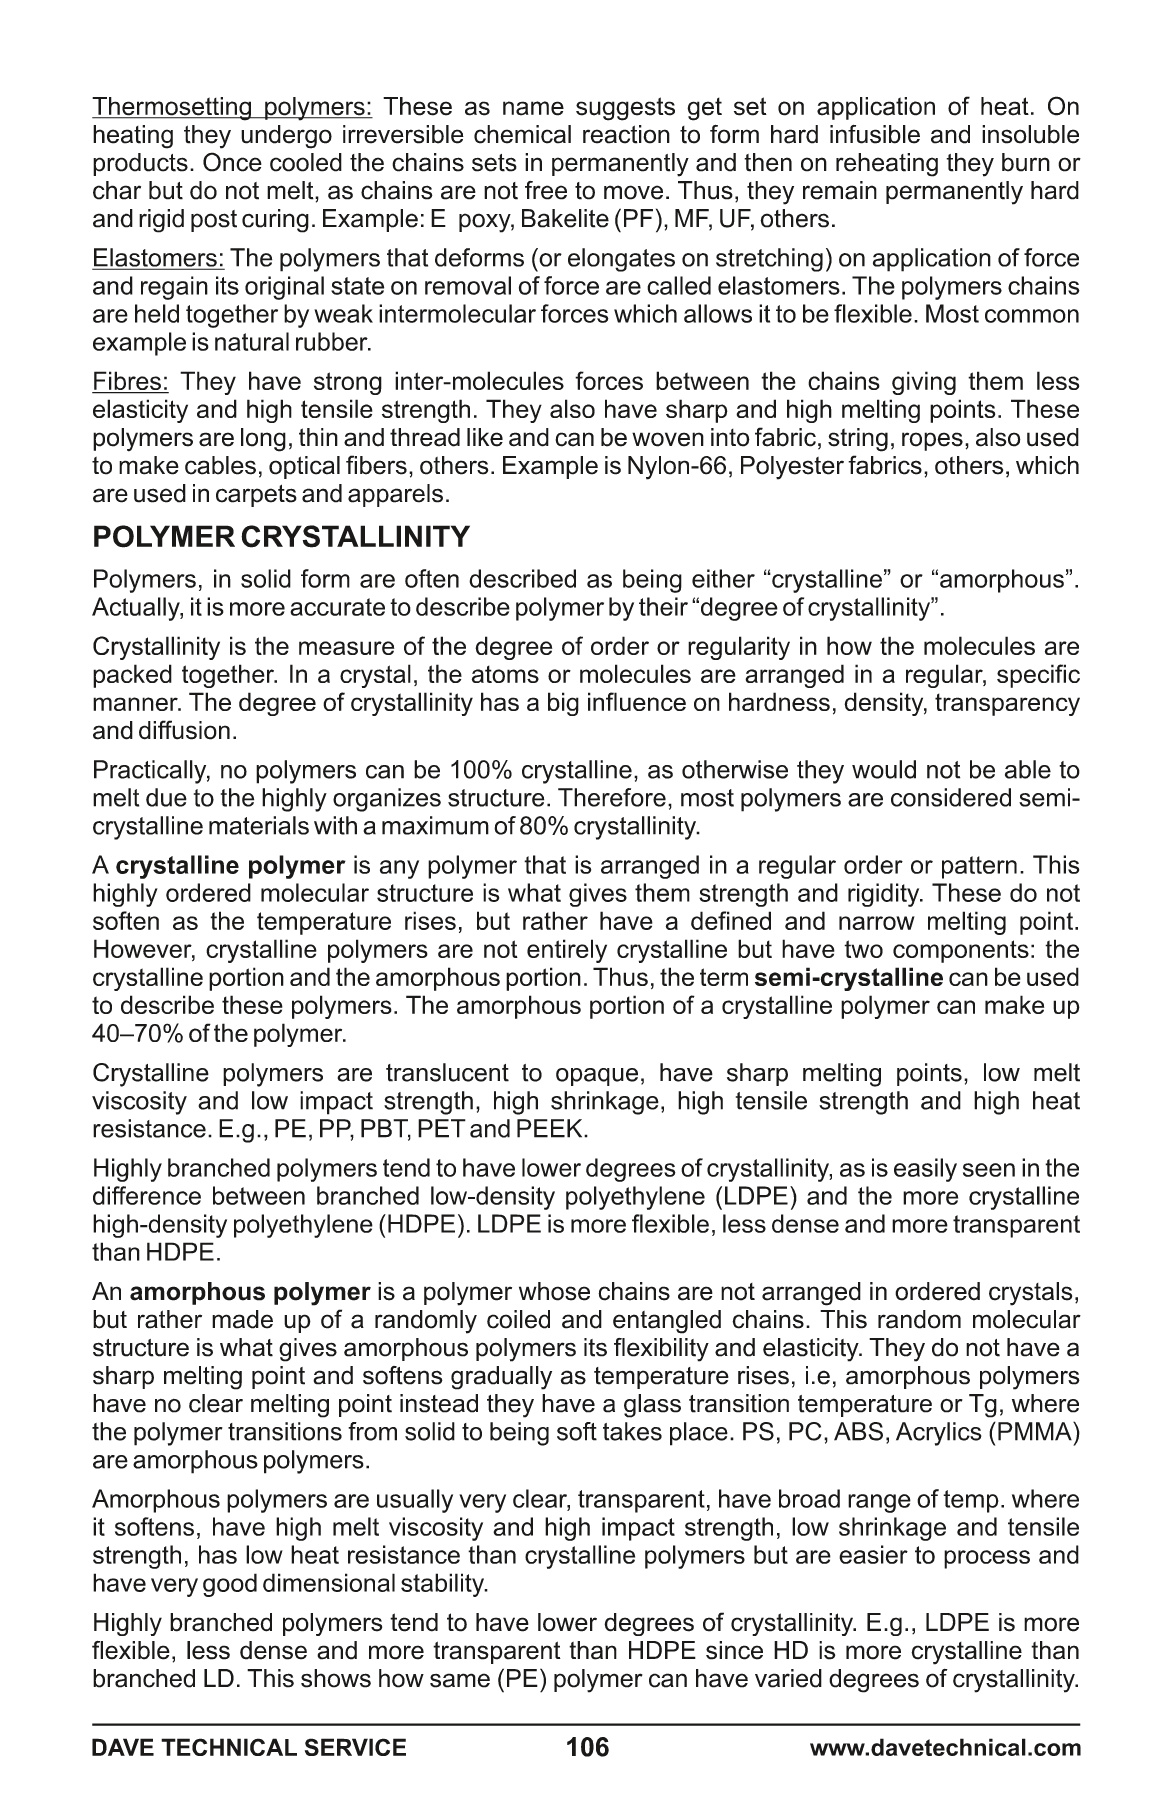 Thermosetting polymers: These as name suggests get set on application of heat. On
heating they undergo irreversible chemical reaction to form hard infusible and insoluble
products. Once cooled the chains sets in permanently and then on reheating they burn or
char but do not melt, as chains are not free to move. Thus, they remain permanently hard
and rigid post curing. Example: E poxy, Bakelite (PF), MF, UF, others.
Elastomers: The polymers that deforms (or elongates on stretching) on application of force
and regain its original state on removal of force are called elastomers. The polymers chains
are held together by weak intermolecular forces which allows it to be flexible. Most common
example is natural rubber.
Fibres: They have strong inter-molecules forces between the chains giving them less
elasticity and high tensile strength. They also have sharp and high melting points. These
polymers are long, thin and thread like and can be woven into fabric, string, ropes, also used
to make cables, optical fibers, others. Example is Nylon-66, Polyester fabrics, others, which
are used in carpets and apparels.
POLYMER CRYSTALLINITY
Polymers, in solid form are often described as being either “crystalline” or “amorphous”.
Actually, it is more accurate to describe polymer by their “degree of crystallinity”.
Crystallinity is the measure of the degree of order or regularity in how the molecules are
packed together. In a crystal, the atoms or molecules are arranged in a regular, specific
manner. The degree of crystallinity has a big influence on hardness, density, transparency
and diffusion.
Practically, no polymers can be 100% crystalline, as otherwise they would not be able to
melt due to the highly organizes structure. Therefore, most polymers are considered semi-
crystalline materials with a maximum of 80% crystallinity.
A crystalline polymer is any polymer that is arranged in a regular order or pattern. This
highly ordered molecular structure is what gives them strength and rigidity. These do not
soften as the temperature rises, but rather have a defined and narrow melting point.
However, crystalline polymers are not entirely crystalline but have two components: the
crystalline portion and the amorphous portion. Thus, the term semi-crystalline can be used
to describe these polymers. The amorphous portion of a crystalline polymer can make up
40–70% of the polymer.
Crystalline polymers are translucent to opaque, have sharp melting points, low melt
viscosity and low impact strength, high shrinkage, high tensile strength and high heat
resistance. E.g., PE, PP, PBT, PET and PEEK.
Highly branched polymers tend to have lower degrees of crystallinity, as is easily seen in the
difference between branched low-density polyethylene (LDPE) and the more crystalline
high-density polyethylene (HDPE). LDPE is more flexible, less dense and more transparent
than HDPE.
An amorphous polymer is a polymer whose chains are not arranged in ordered crystals,
but rather made up of a randomly coiled and entangled chains. This random molecular
structure is what gives amorphous polymers its flexibility and elasticity. They do not have a
sharp melting point and softens gradually as temperature rises, i.e, amorphous polymers
have no clear melting point instead they have a glass transition temperature or Tg, where
the polymer transitions from solid to being soft takes place. PS, PC, ABS, Acrylics (PMMA)
are amorphous polymers.
Amorphous polymers are usually very clear, transparent, have broad range of temp. where
it softens, have high melt viscosity and high impact strength, low shrinkage and tensile
strength, has low heat resistance than crystalline polymers but are easier to process and
have very good dimensional stability.
Highly branched polymers tend to have lower degrees of crystallinity. E.g., LDPE is more
flexible, less dense and more transparent than HDPE since HD is more crystalline than
branched LD. This shows how same (PE) polymer can have varied degrees of crystallinity.
DAVE TECHNICAL SERVICE 106 www.davetechnical.com